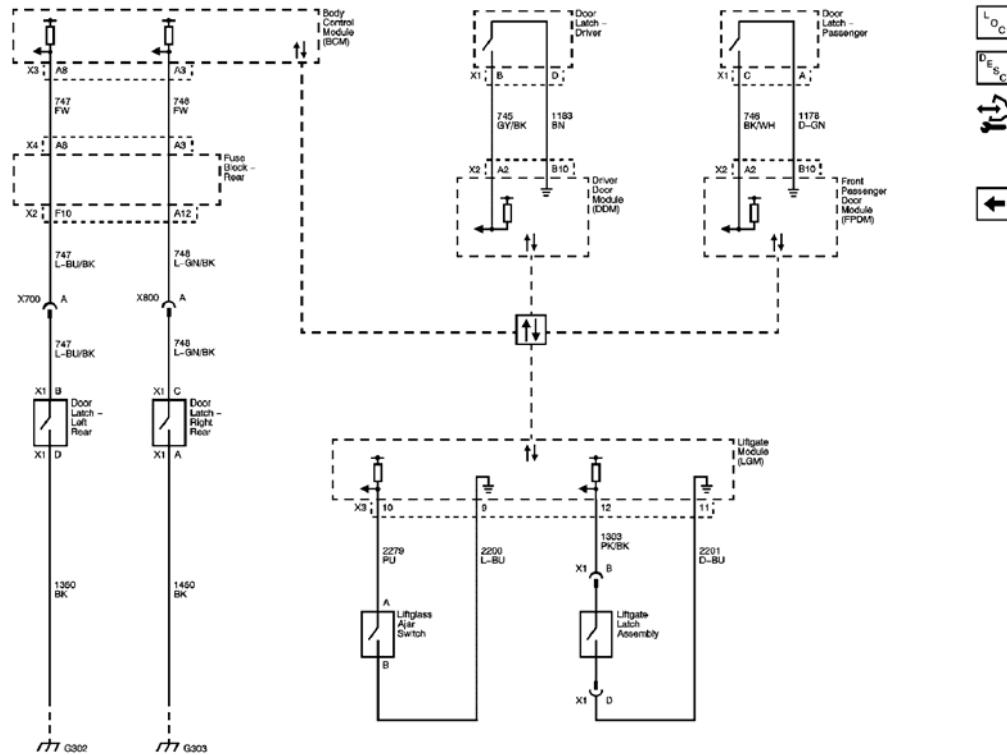 Body
Control
Module
(BCM)
X3 A8 A3
747
FW
748
FW
X4 A8 A3
Fuse
Block –
Rear
X2 F10 A12
747
L-BU/BK
748
L-GN/BK
X700 A
X800 A
747
L-BU/BK
748
L-GN/BK
X1 B
Door
Latch –
Left
Rear
X1 D
X1 C
Door
Latch –
Right
Rear
X1 A
1350
BK
1450
BK
G302
G303
Door
Latch –
Driver
X1 B D
745
GY/BK
1183
BN
X2 A2 B10
Driver
Door
Module
(DDM)
Door
Latch –
Passenger
X1 C A
746
BK/WH
1178
D-GN
X2 A2 B10
Front
Passenger
Door
Module
(FPDM)
Liftgate
Module
(LGM)
X3 10 9 12 11
2279
PU
2200
L-BU
1303
PK/BK
2201
D-BU
A
Liftglass
Ajar
Switch
B
X1 B
Liftgate
Latch
Assembly
X1 D
LOC
DESC